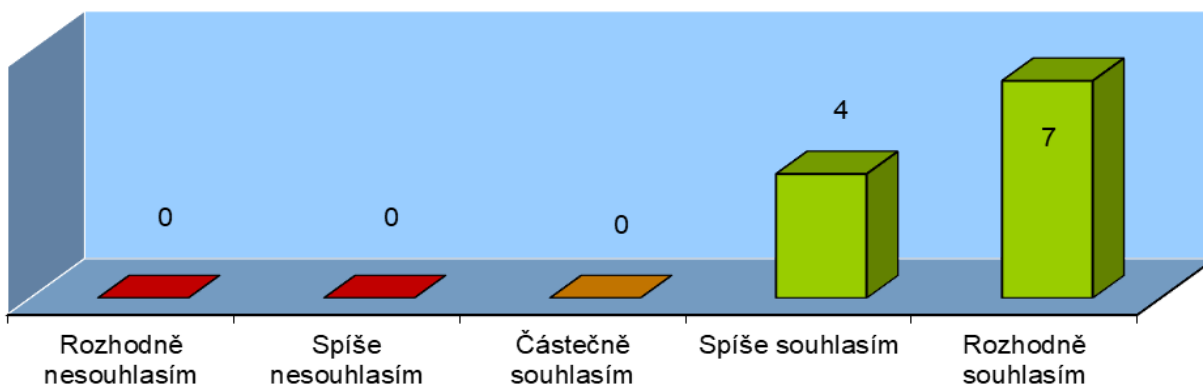 4
7
0
0
0
Rozhodně
nesouhlasím
Spíše
nesouhlasím
Částečně
souhlasím
Spíše souhlasím
Rozhodně
souhlasím